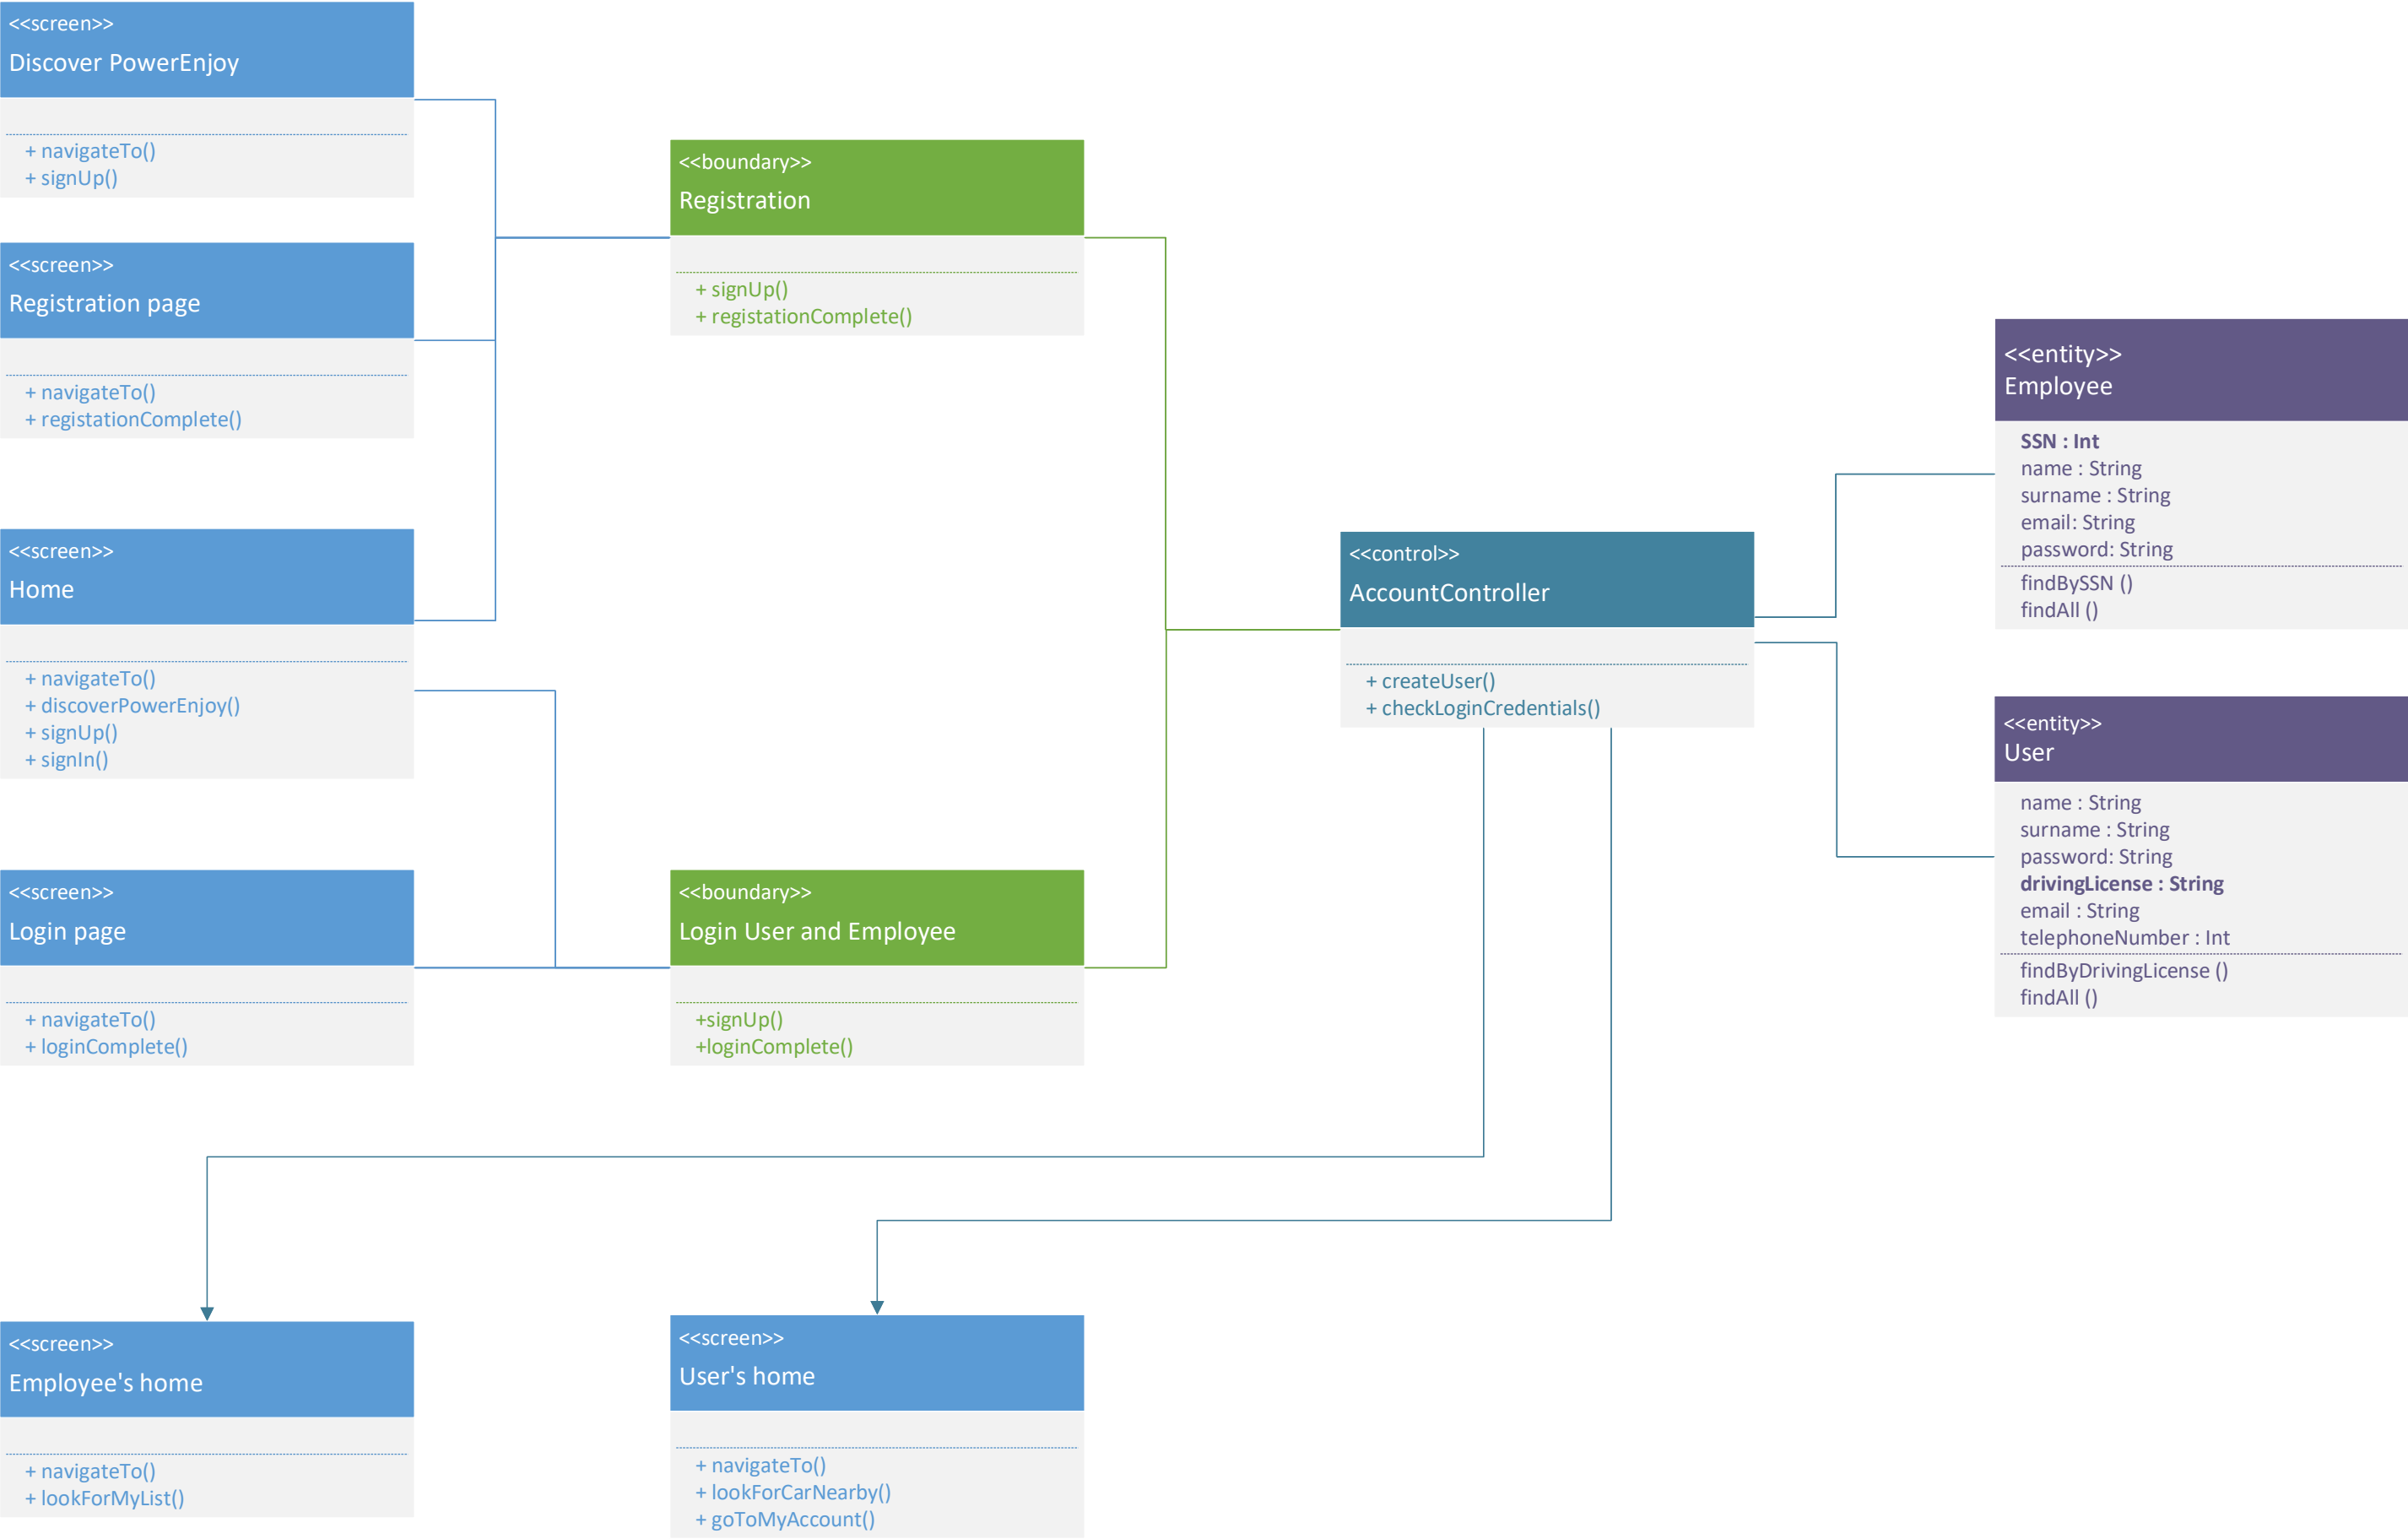 <<screen>>
Discover PowerEnjoy
+ navigateTo()
+ signUp()
<<screen>>
Registration page
+ navigateTo()
+ registationComplete()
<<screen>>
Home
+ navigateTo()
+ discoverPowerEnjoy()
+ signUp()
+ signIn()
<<screen>>
Login page
+ navigateTo()
+ loginComplete()
<<boundary>>
Registration
+ signUp()
+ registationComplete()
<<boundary>>
Login User and Employee
+signUp()
+loginComplete()
<<control>>
AccountController
+ createUser()
+ checkLoginCredentials()
<<entity>>
Employee
SSN : Int
name : String
surname : String
email: String
password: String
findBySSN ()
findAll ()
<<entity>>
User
name : String
surname : String
password: String
drivingLicense : String
email : String
telephoneNumber : Int
findByDrivingLicense ()
findAll ()
<<screen>>
Employee's home
+ navigateTo()
+ lookForMyList()
<<screen>>
User's home
+ navigateTo()
+ lookForCarNearby()
+ goToMyAccount()